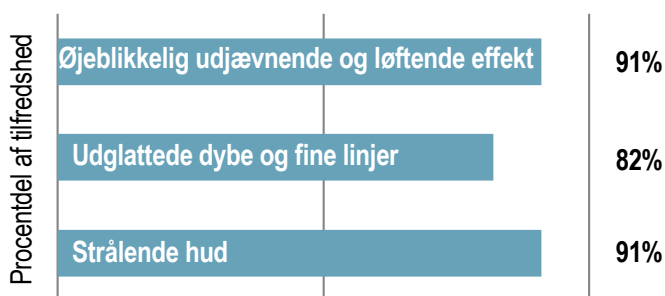 Procentdel af tilfredshed
Øjeblikkelig udjævnende og løftende effekt 91%
Udglattede dybe og fine linjer 82%
Strålende hud 91%